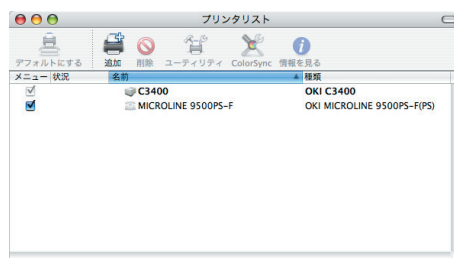 プリンタリスト
デフォルトにする 追加 削除 ユーティリティ ColorSync 情報を見る
メニュー 状況 名前 種類
C3400 OKI C3400
MICROLINE 9500PS-F OKI MICROLINE 9500PS-F(PS)